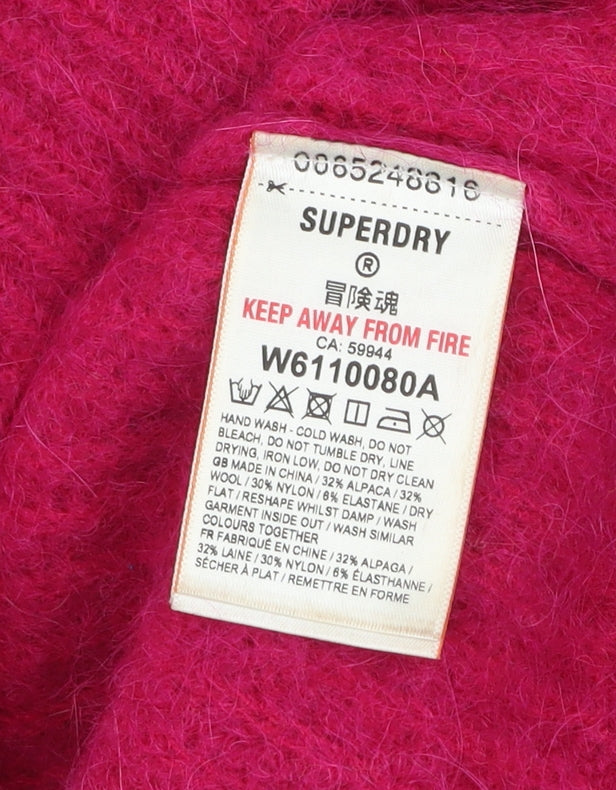 0065248616
SUPERDRY
®
冒険魂
KEEP AWAY FROM FIRE
CA: 59944
W6110080A
HAND WASH - COLD WASH, DO NOT
BLEACH, DO NOT TUMBLE DRY, LINE
DRYING, IRON LOW, DO NOT DRY CLEAN
GB MADE IN CHINA / 32% ALPACA / 32%
WOOL / 30% NYLON / 6% ELASTANE / DRY
FLAT / RESHAPE WHILST DAMP / WASH
GARMENT INSIDE OUT / WASH SIMILAR
COLOURS TOGETHER
FR FABRIQUÉ EN CHINE / 32% ALPAGA /
32% LAINE / 30% NYLON / 6% ÉLASTHANNE /
SÉCHER À PLAT / REMETTRE EN FORME